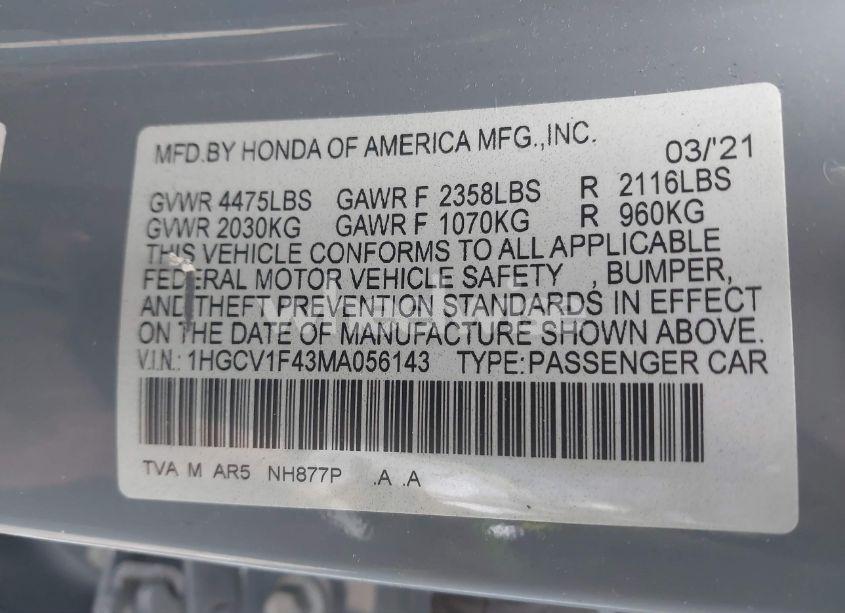 MFD.BY HONDA OF AMERICA MFG.,INC. 03/'21
GVWR 4475LBS GAWR F 2358LBS R 2116LBS
GVWR 2030KG GAWR F 1070KG R 960KG
THIS VEHICLE CONFORMS TO ALL APPLICABLE
FEDERAL MOTOR VEHICLE SAFETY , BUMPER,
AND THEFT PREVENTION STANDARDS IN EFFECT
ON THE DATE OF MANUFACTURE SHOWN ABOVE.
V.I.N.: 1HGCV1F43MA056143 TYPE:PASSENGER CAR
TVA M AR5 NH877P .A .A